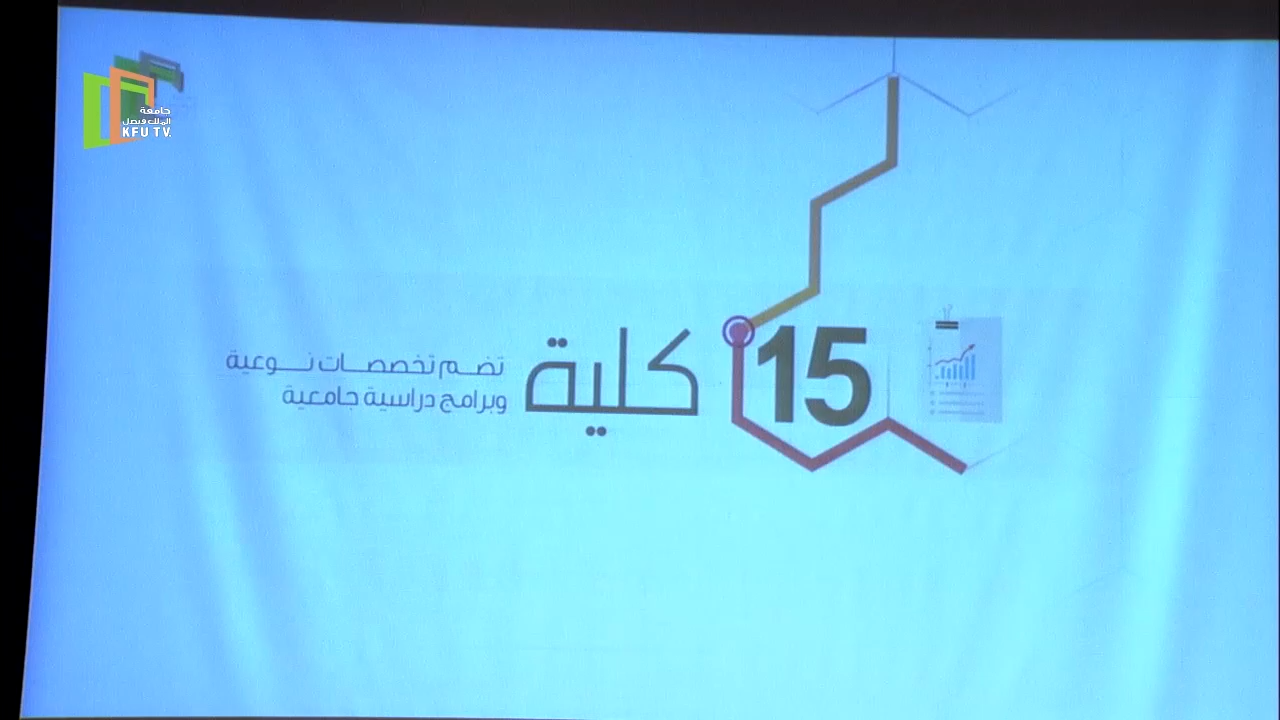 جامعة
الملك فيصل
KFU TV.
15 كلية
تضم تخصصات نوعية
وبرامج دراسية جامعية